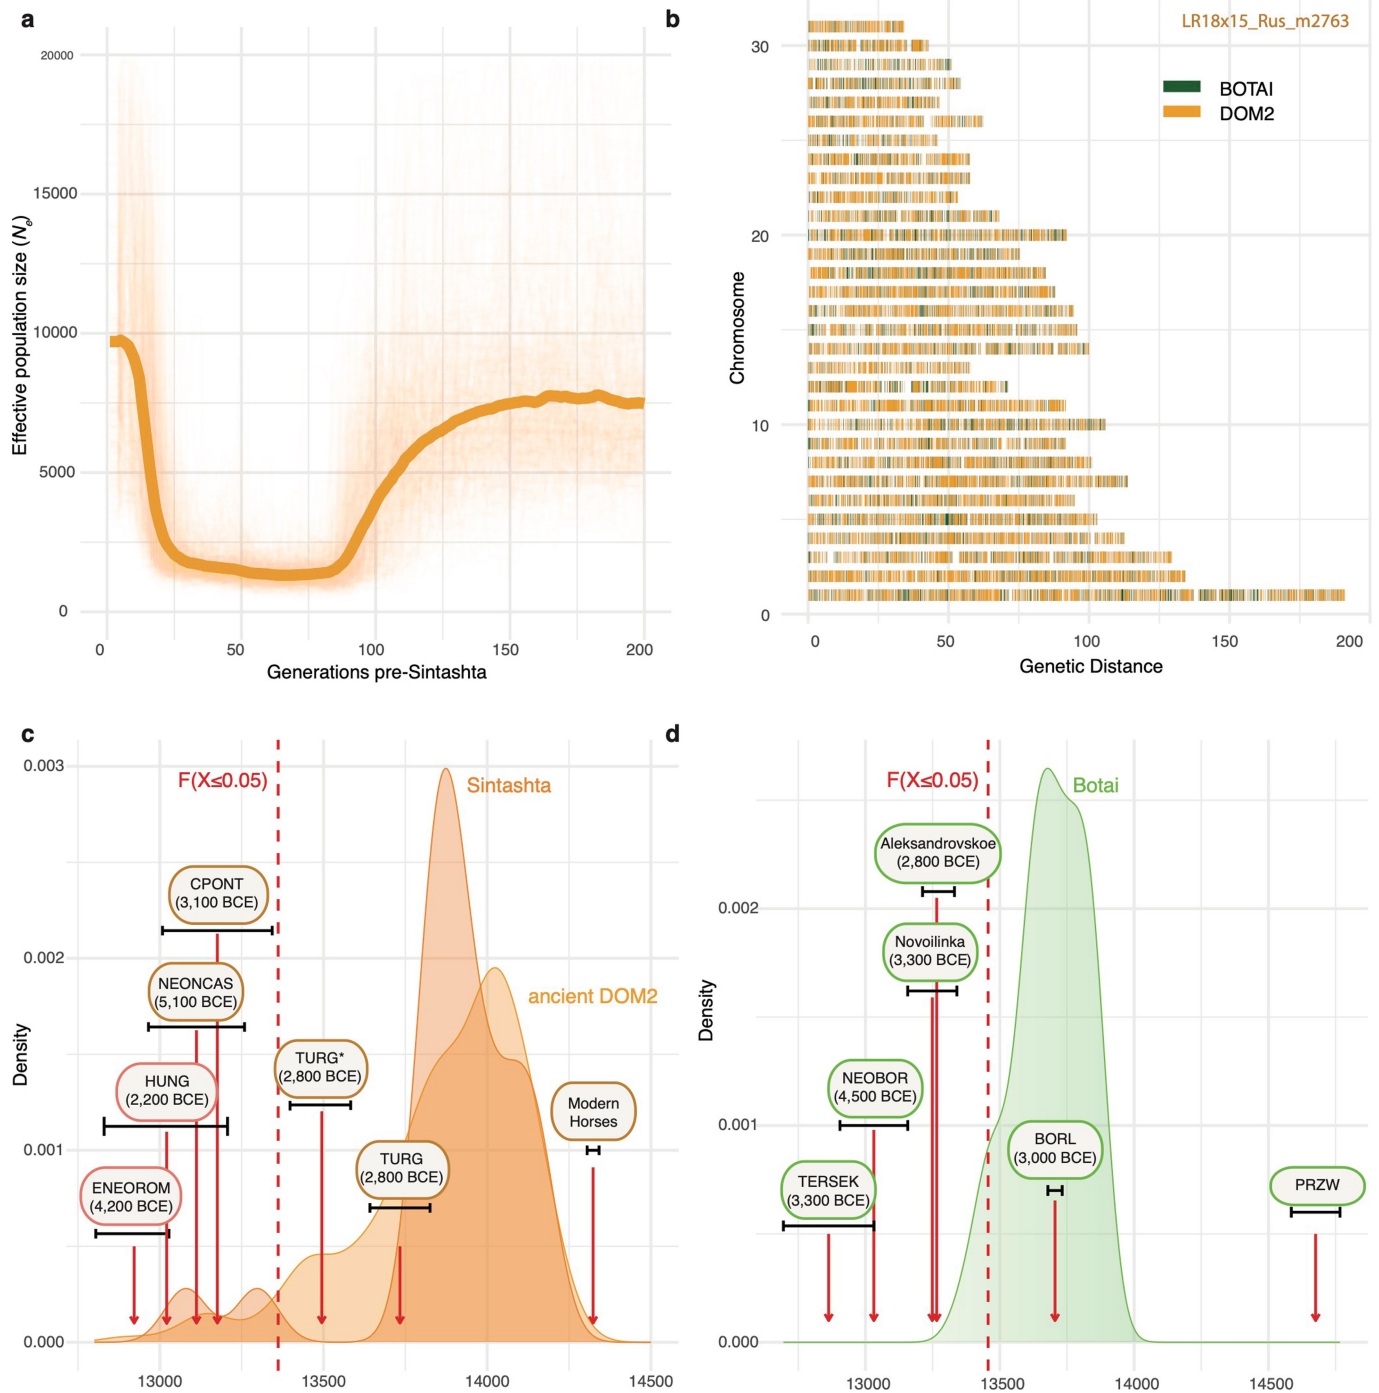 a
20000
15000
10000
5000
0
Effective population size (Ne)
0 50 100 150 200
Generations pre-Sintashta
b
LR18x15_Rus_m2763
BOTAI
DOM2
30
20
10
0
Chromosome
0 50 100 150 200
Genetic Distance
c
0.003
0.002
0.001
0.000
Density
F(X≤0.05)
Sintashta
ancient DOM2
CPONT
(3,100 BCE)
NEONCAS
(5,100 BCE)
HUNG
(2,200 BCE)
ENEOROM
(4,200 BCE)
TURG*
(2,800 BCE)
TURG
(2,800 BCE)
Modern
Horses
13000 13500 14000 14500
d
0.002
0.001
0.000
Density
F(X≤0.05)
Botai
Aleksandrovskoe
(2,800 BCE)
Novoilinka
(3,300 BCE)
NEOBOR
(4,500 BCE)
TERSEK
(3,300 BCE)
BORL
(3,000 BCE)
PRZW
13000 13500 14000 14500